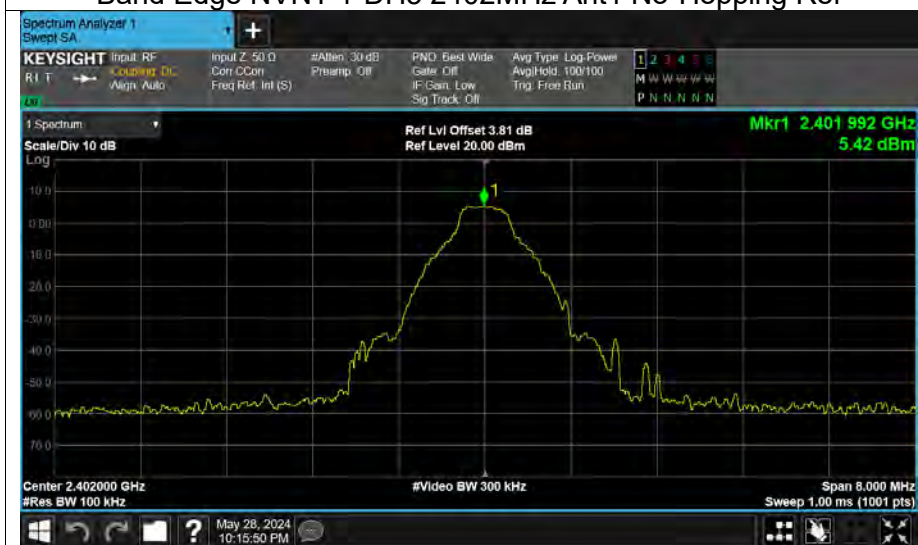 Band Edge NVNT 1-DH5 2402MHz Ant1 No-Hopping Ref
Spectrum Analyzer 1
Swept SA
+
KEYSIGHT Input: RF Input Z: 50 Ω #Atten: 30 dB PNO: Best Wide Avg Type: Log-Power 1 2 3 4 5 6
R L T Coupling: DC Corr CCorr Preamp: Off Gate: Off Avg|Hold: 100/100 M W W W W W
Align: Auto Freq Ref: Int (S) IF Gain: Low Trig: Free Run
Sig Track: Off P N N N N N
1 Spectrum Ref Lvl Offset 3.81 dB Mkr1 2.401 992 GHz
Scale/Div 10 dB Ref Level 20.00 dBm 5.42 dBm
Log
10.0
1
0.00
-10.0
-20.0
-30.0
-40.0
-50.0
-60.0
-70.0
Center 2.402000 GHz #Video BW 300 kHz Span 8.000 MHz
#Res BW 100 kHz Sweep 1.00 ms (1001 pts)
? May 28, 2024
10:15:50 PM